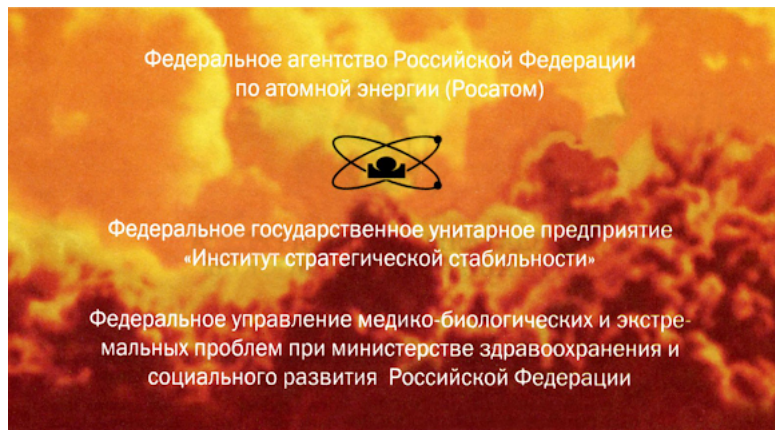 Федеральное агентство Российской Федерации
по атомной энергии (Росатом)
Федеральное государственное унитарное предприятие
«Институт стратегической стабильности»
Федеральное управление медико-биологических и экстре-
мальных проблем при министерстве здравоохранения и
социального развития Российской Федерации